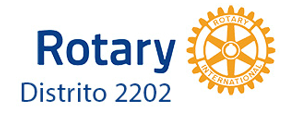 Rotary
Distrito 2202
ROTARY
INTERNATIONAL